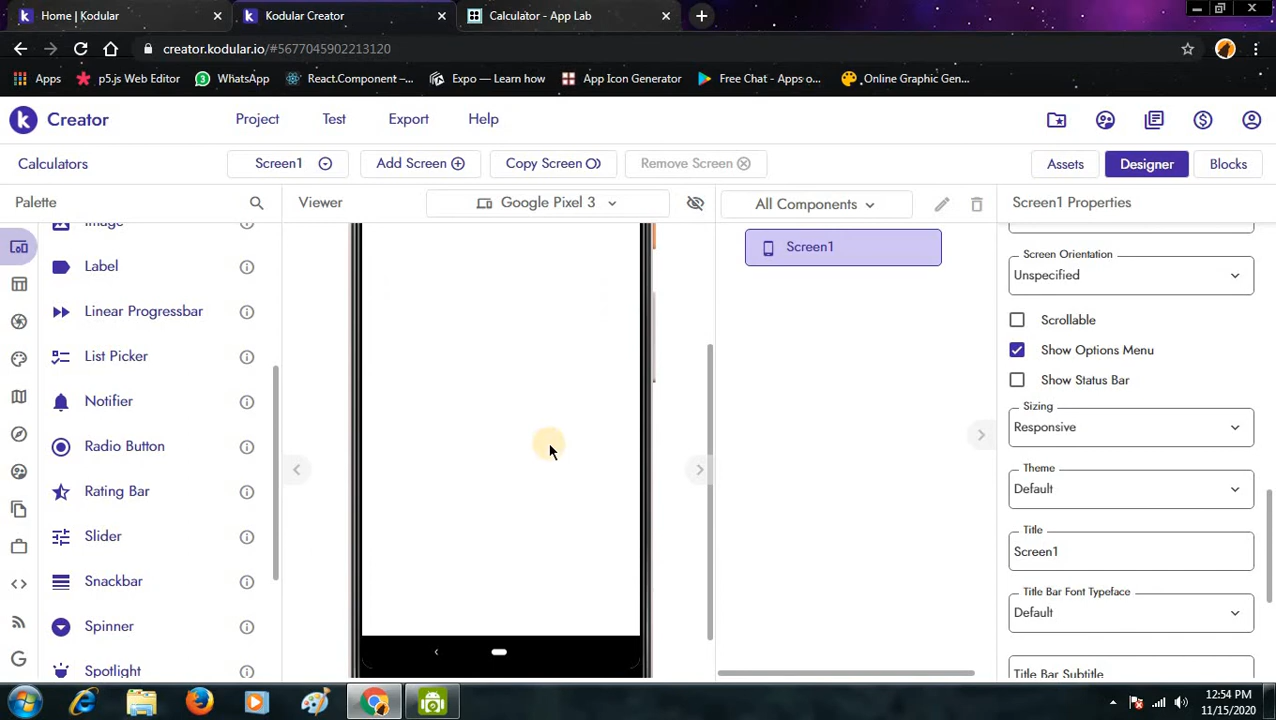 Home | Kodular
Kodular Creator
Calculator - App Lab
creator.kodular.io/#5677045902213120
Apps
p5.js Web Editor
WhatsApp
React.Component –...
Expo — Learn how
App Icon Generator
Free Chat - Apps o...
Online Graphic Gen...
Creator
Project
Test
Export
Help
Calculators
Screen1
Add Screen
Copy Screen
Remove Screen
Assets
Designer
Blocks
Palette
Viewer
Google Pixel 3
All Components
Screen1 Properties
Image
Label
Linear Progressbar
List Picker
Notifier
Radio Button
Rating Bar
Slider
Snackbar
Spinner
Spotlight
Screen1
Screen Orientation
Unspecified
Scrollable
Show Options Menu
Show Status Bar
Sizing
Responsive
Theme
Default
Title
Screen1
Title Bar Font Typeface
Default
Title Bar Subtitle
12:54 PM
11/15/2020